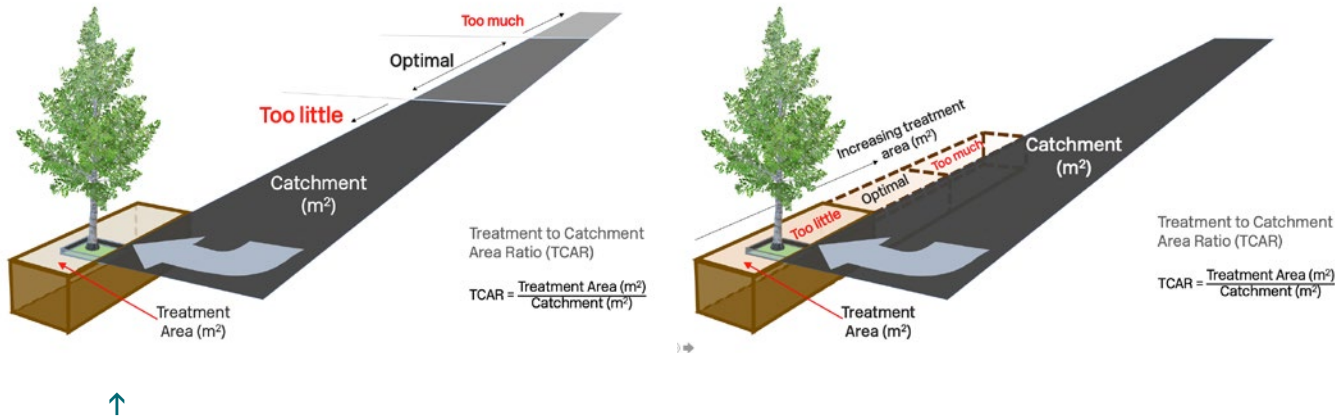 Too much
Optimal
Too little
Catchment
(m²)
Treatment to Catchment
Area Ratio (TCAR)
TCAR = Treatment Area (m²)
Catchment (m²)
Treatment
Area (m²)
Increasing treatment
area (m²)
Too much
Optimal
Too little
Catchment
(m²)
Treatment to Catchment
Area Ratio (TCAR)
TCAR = Treatment Area (m²)
Catchment (m²)
Treatment
Area (m²)